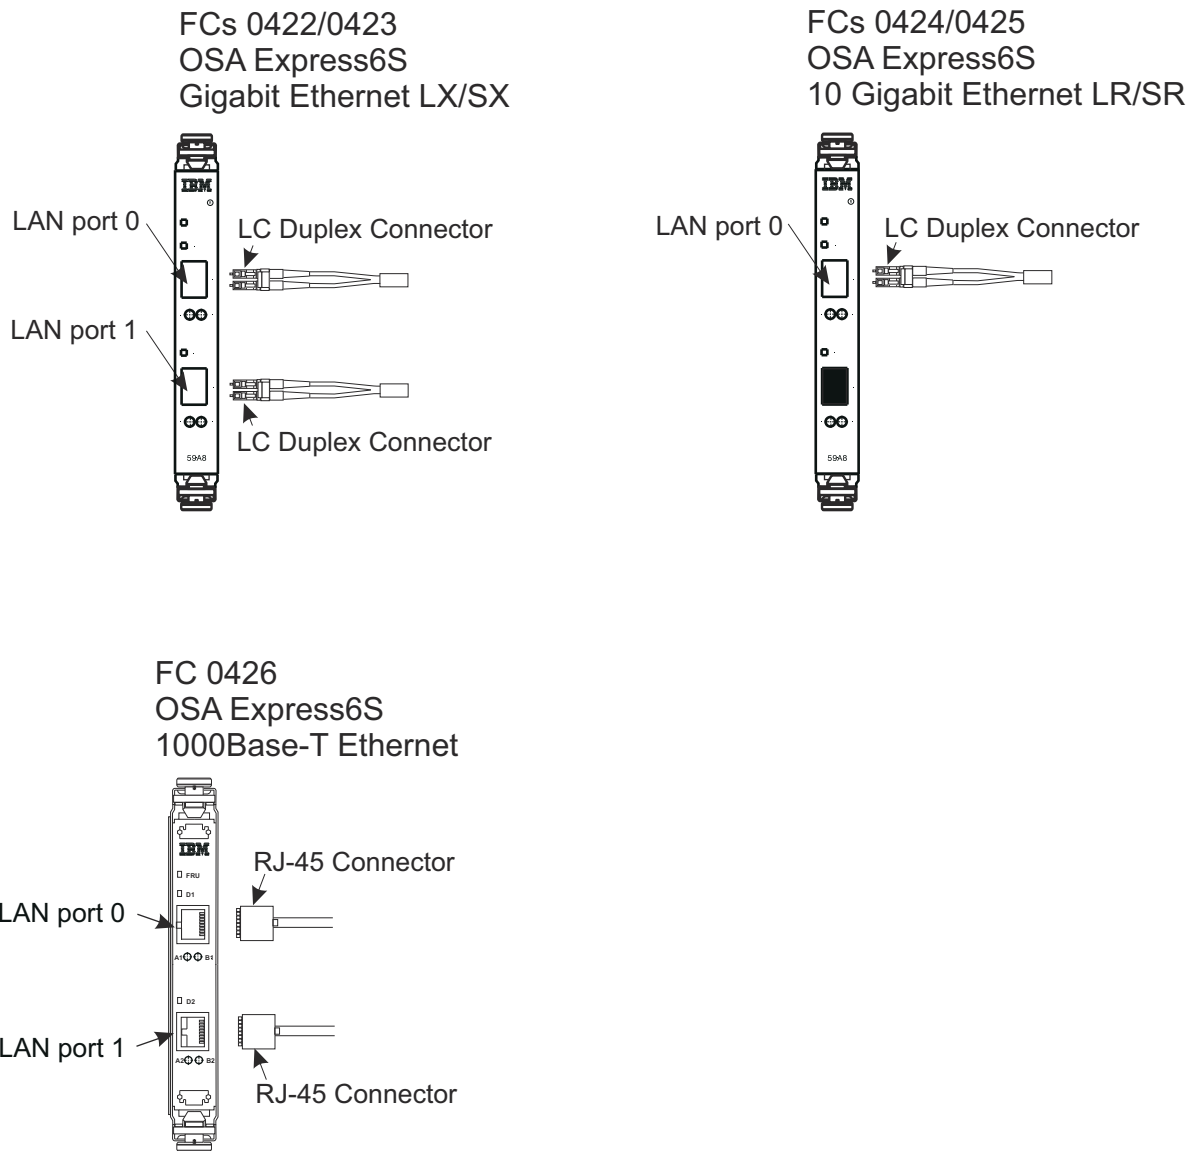 FCs 0422/0423
OSA Express6S
Gigabit Ethernet LX/SX
IBM
LAN port 0
LC Duplex Connector
LAN port 1
LC Duplex Connector
59A8
FCs 0424/0425
OSA Express6S
10 Gigabit Ethernet LR/SR
IBM
LAN port 0
LC Duplex Connector
59A8
FC 0426
OSA Express6S
1000Base-T Ethernet
IBM
RJ-45 Connector
FRU
D1
LAN port 0
A1 B1
D2
LAN port 1
A2 B2
RJ-45 Connector